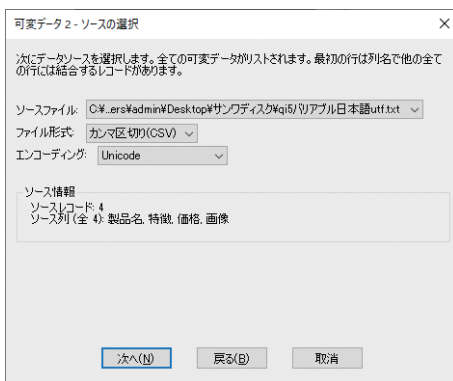 可変データ 2 - ソースの選択
次にデータソースを選択します。全ての可変データがリストされます。最初の行は列名で他の全て
の行には結合するレコードがあります。
ソースファイル: C:¥...ers¥admin¥Desktop¥サンワディスク¥qi5バリアブル日本語utf.txt
ファイル形式: カンマ区切り(CSV)
エンコーディング: Unicode
ソース情報
ソースレコード: 4
ソース列 (全 4): 製品名, 特徴, 価格, 画像
次へ(N) 戻る(B) 取消